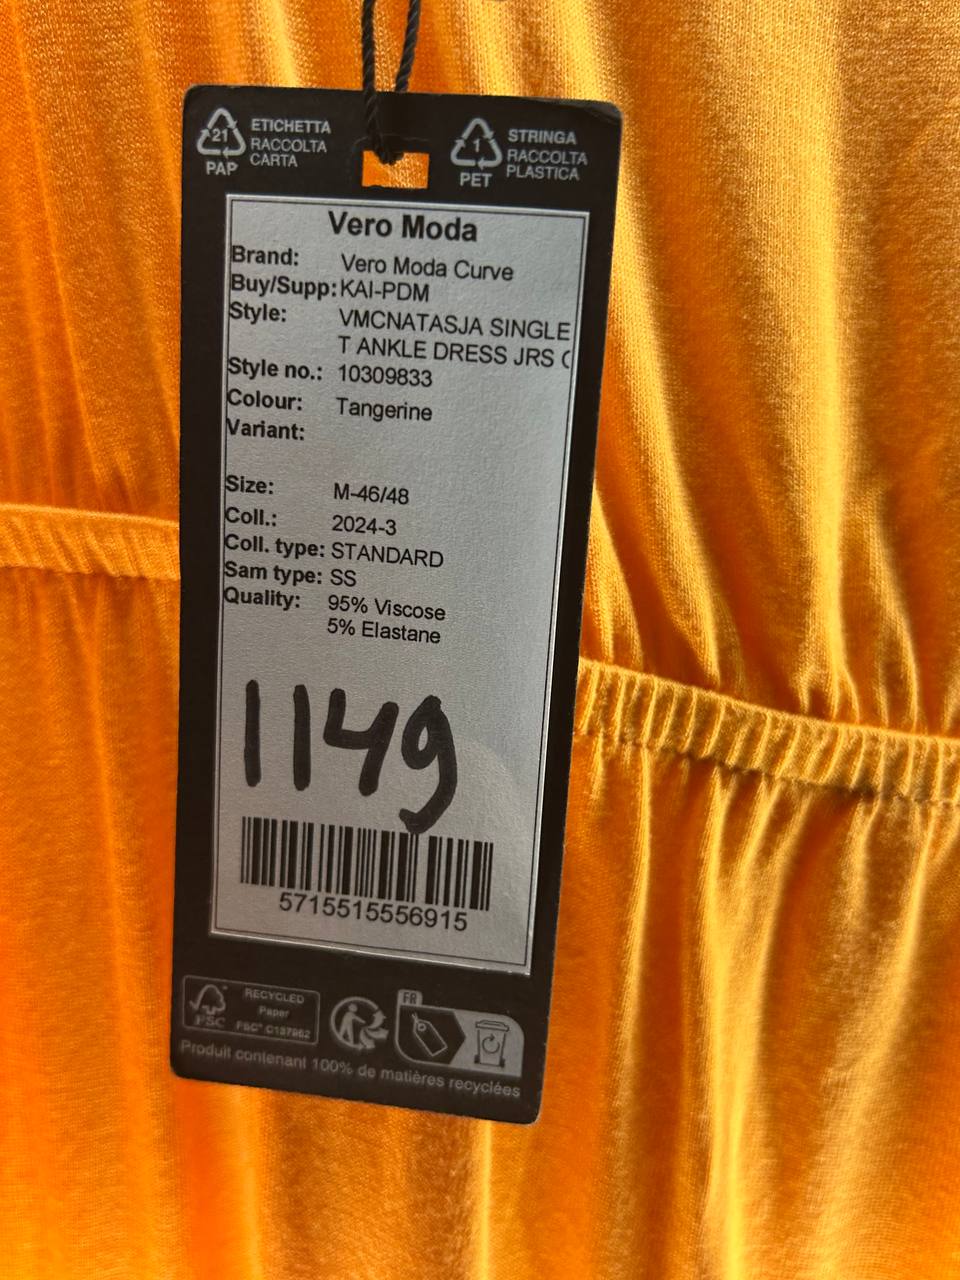 21
PAP
ETICHETTA
RACCOLTA
CARTA
1
PET
STRINGA
RACCOLTA
PLASTICA
Vero Moda
Brand: Vero Moda Curve
Buy/Supp: KAI-PDM
Style: VMCNATASJA SINGLE
T ANKLE DRESS JRS
Style no.: 10309833
Colour: Tangerine
Variant:
Size: M-46/48
Coll.: 2024-3
Coll. type: STANDARD
Sam type: SS
Quality: 95% Viscose
5% Elastane
1149
5715515556915
FSC
RECYCLED
Paper
FSC® C137962
FR
Produit contenant 100% de matières recyclées